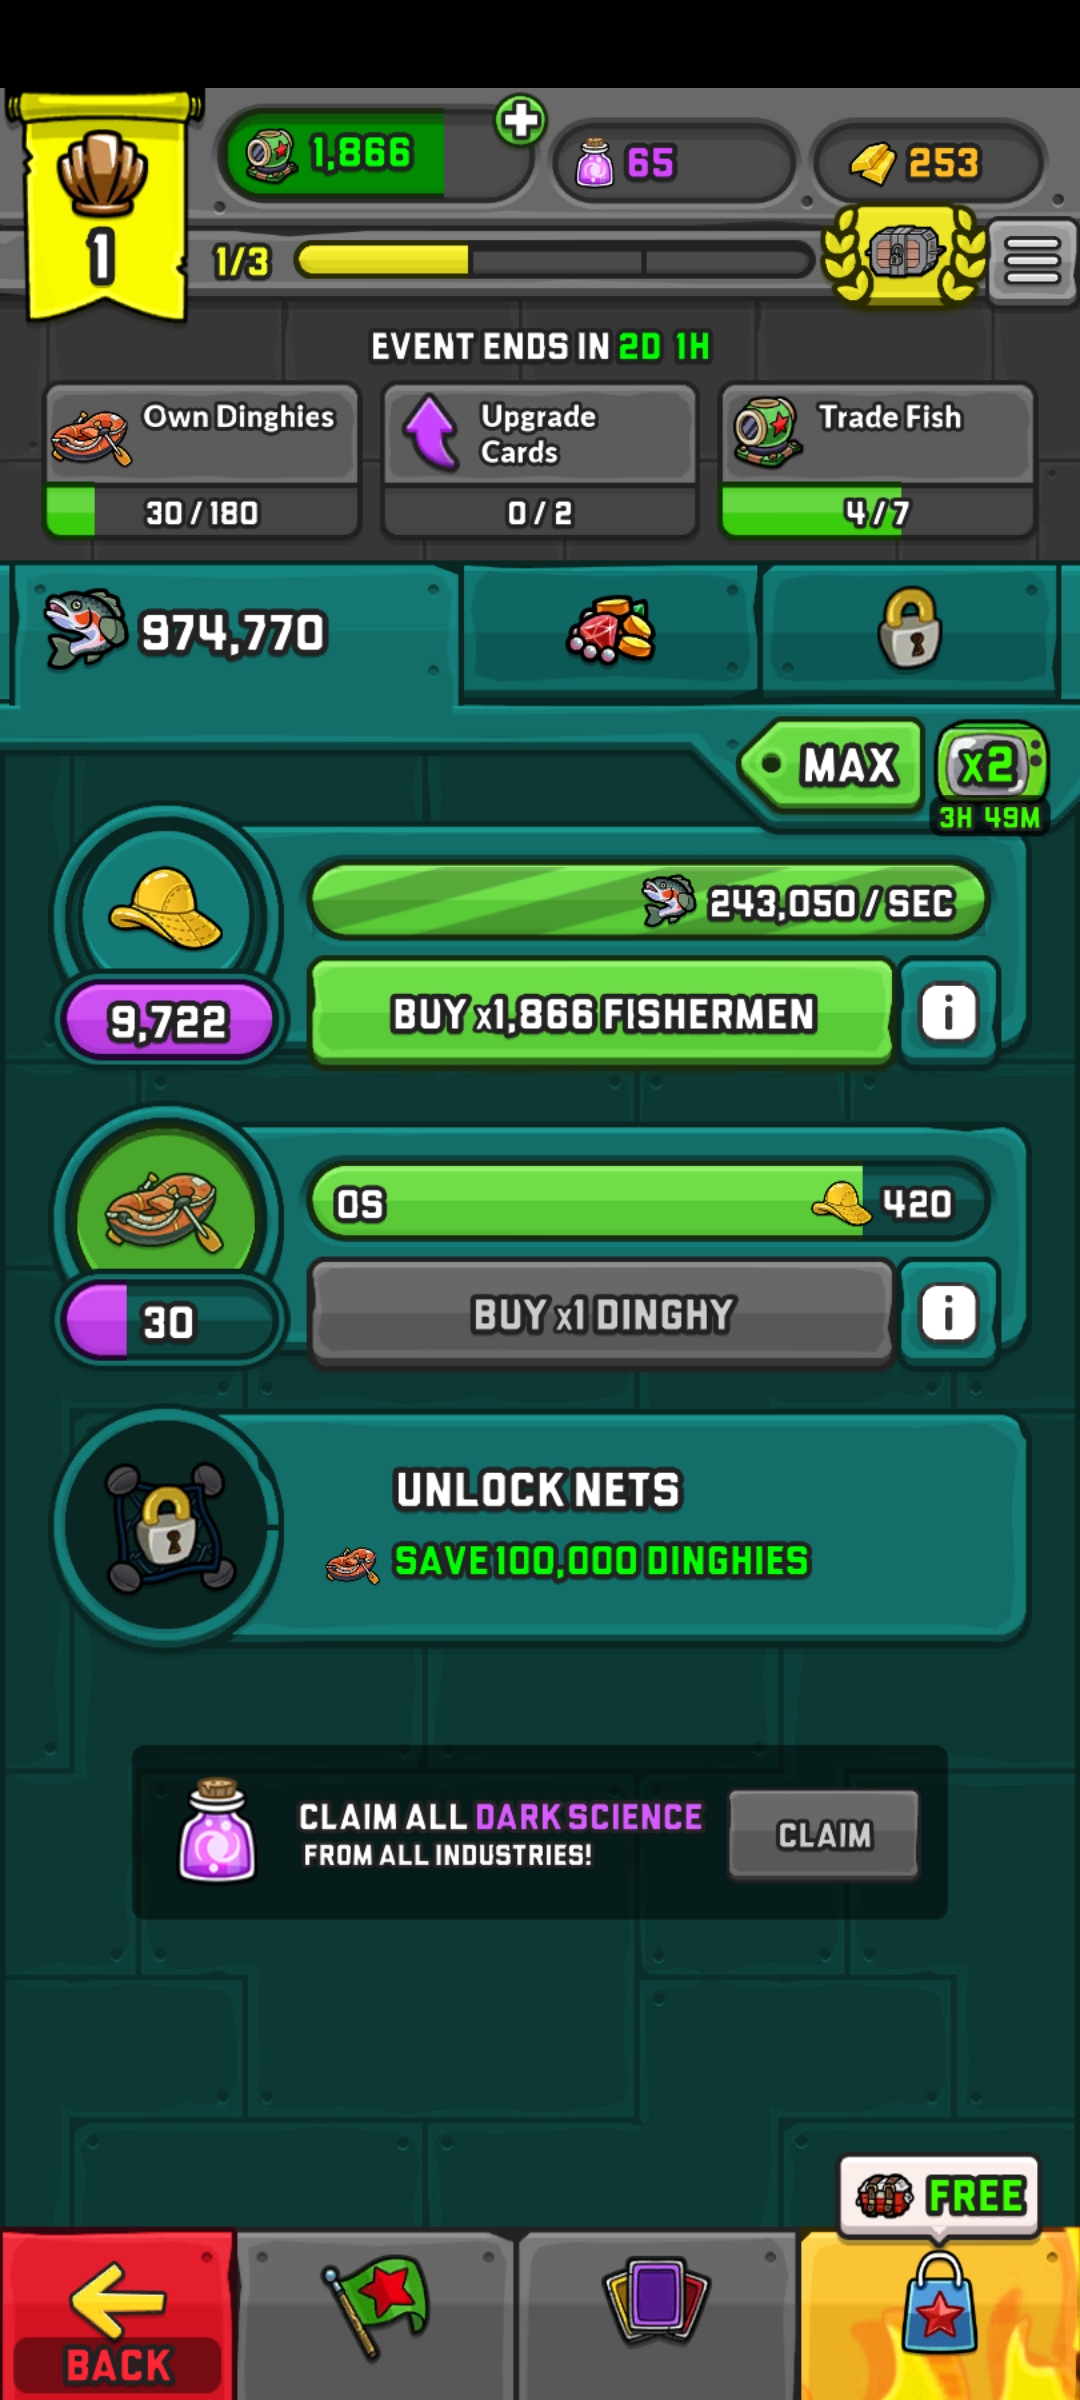 1,866
65
253
1
1/3
EVENT ENDS IN 2D 1H
Own Dinghies
30/180
Upgrade
Cards
0/2
Trade Fish
4/7
974,770
MAX
x2
3H 49M
243,050/SEC
9,722
BUY x1,866 FISHERMEN
i
0S
420
30
BUY x1 DINGHY
i
UNLOCK NETS
SAVE 100,000 DINGHIES
CLAIM ALL DARK SCIENCE
FROM ALL INDUSTRIES!
CLAIM
FREE
BACK